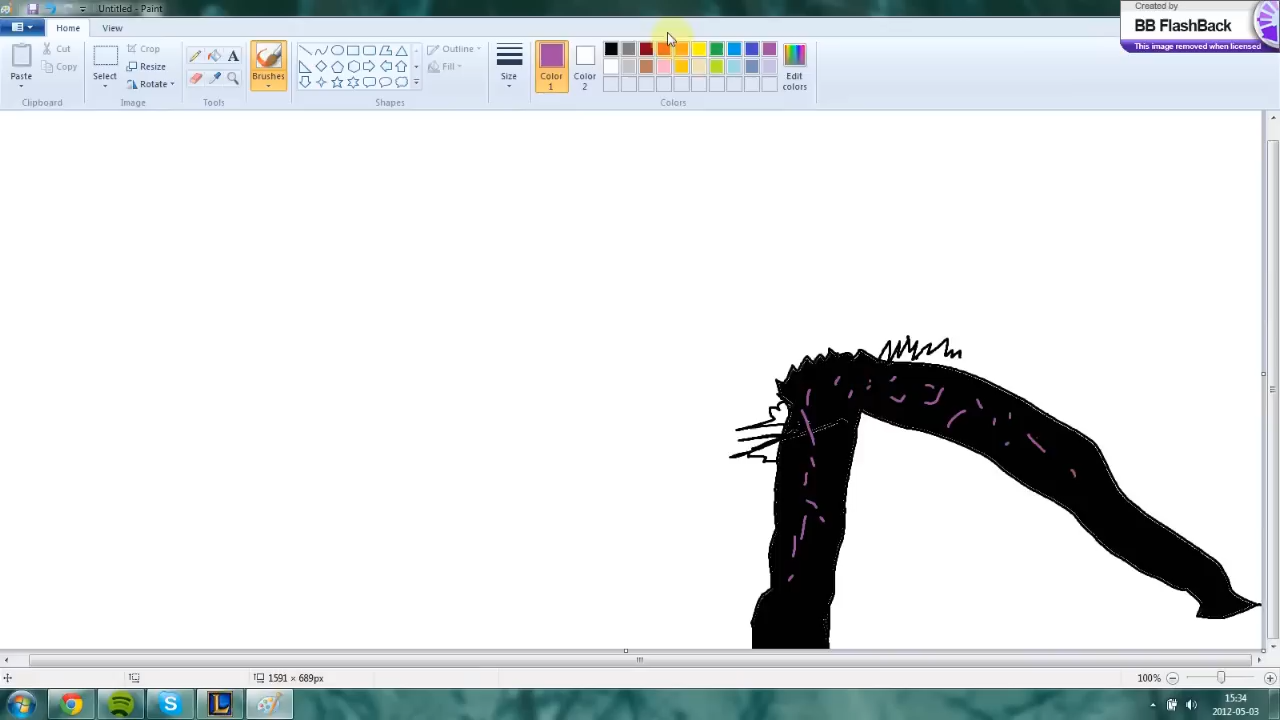 Untitled - Paint
Created by
BB FlashBack
This image removed when licensed
Home
View
Paste
Cut
Copy
Clipboard
Select
Crop
Resize
Rotate
Image
Tools
Brushes
Shapes
Outline
Fill
Size
Color
1
Color
2
Colors
Edit
colors
1591 × 689px
100%
15:34
2012-05-03